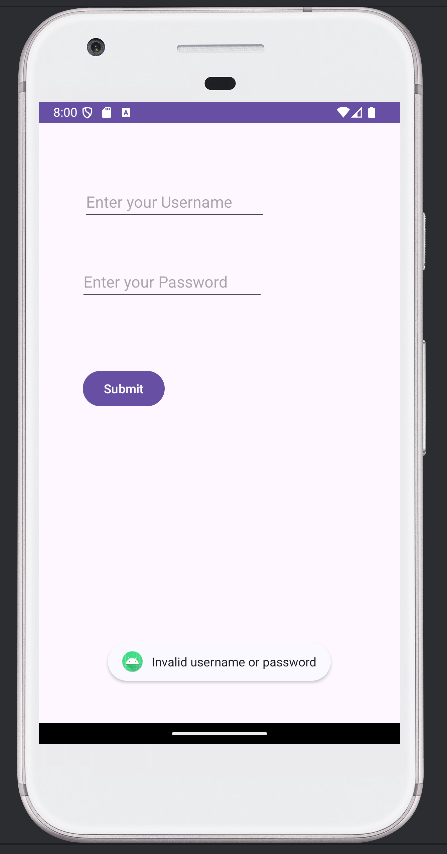 8:00
A
Enter your Username
Enter your Password
Submit
Invalid username or password